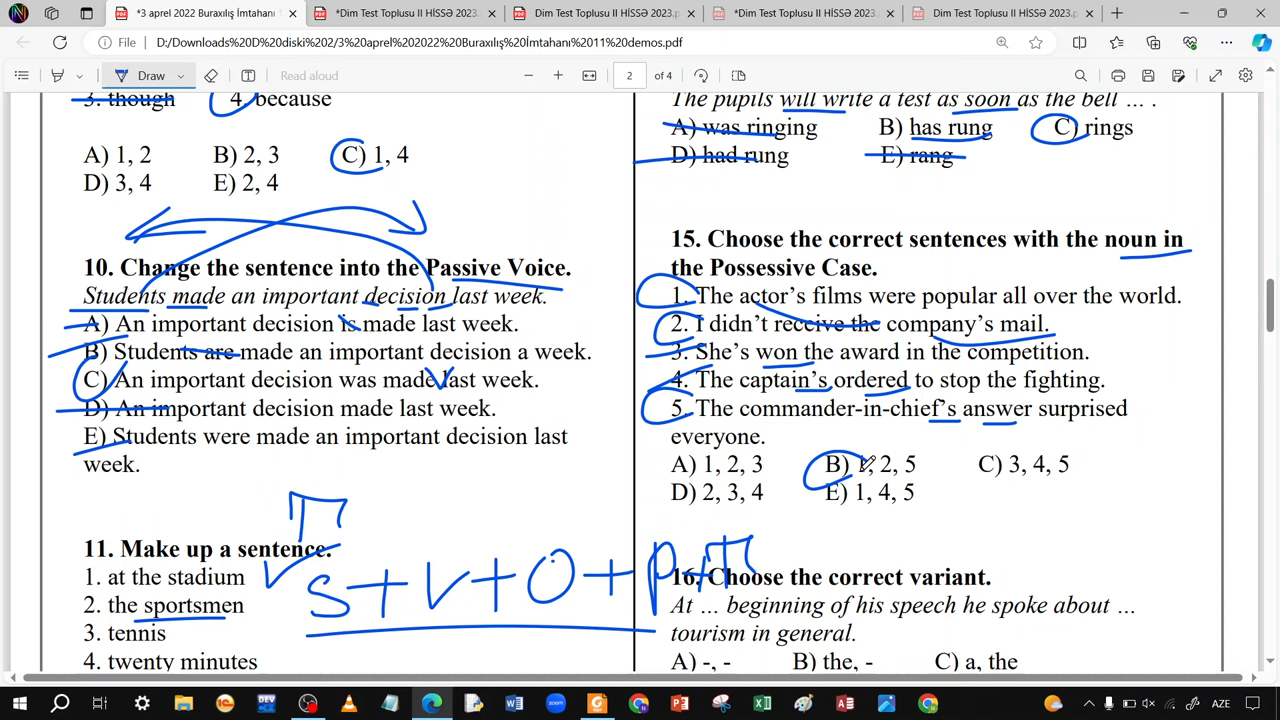 *3 aprel 2022 Buraxılış İmtahanı 1
*Dim Test Toplusu II HİSSƏ 2023.p
Dim Test Toplusu II HİSSƏ 2023.p
*Dim Test Toplusu II HİSSƏ 2023.p
Dim Test Toplusu II HİSSƏ 2023.p
File
D:/Downloads%20D%20diski%202/3%20aprel%202022%20Buraxılış%20İmtahanı%2011%20demos.pdf
Draw
Read aloud
2 of 4
3. though 4. because
A) 1, 2 B) 2, 3 C) 1, 4
D) 3, 4 E) 2, 4
10. Change the sentence into the Passive Voice.
Students made an important decision last week.
A) An important decision is made last week.
B) Students are made an important decision a week.
C) An important decision was made last week.
D) An important decision made last week.
E) Students were made an important decision last
week.
T
11. Make up a sentence.
S+V+O+P+T
1. at the stadium
2. the sportsmen
3. tennis
4. twenty minutes
The pupils will write a test as soon as the bell … .
A) was ringing B) has rung C) rings
D) had rung E) rang
15. Choose the correct sentences with the noun in
the Possessive Case.
1. The actor’s films were popular all over the world.
2. I didn’t receive the company’s mail.
3. She’s won the award in the competition.
4. The captain’s ordered to stop the fighting.
5. The commander-in-chief’s answer surprised
everyone.
A) 1, 2, 3 B) 1, 2, 5 C) 3, 4, 5
D) 2, 3, 4 E) 1, 4, 5
16. Choose the correct variant.
At … beginning of his speech he spoke about …
tourism in general.
A) -, - B) the, - C) a, the
AZE